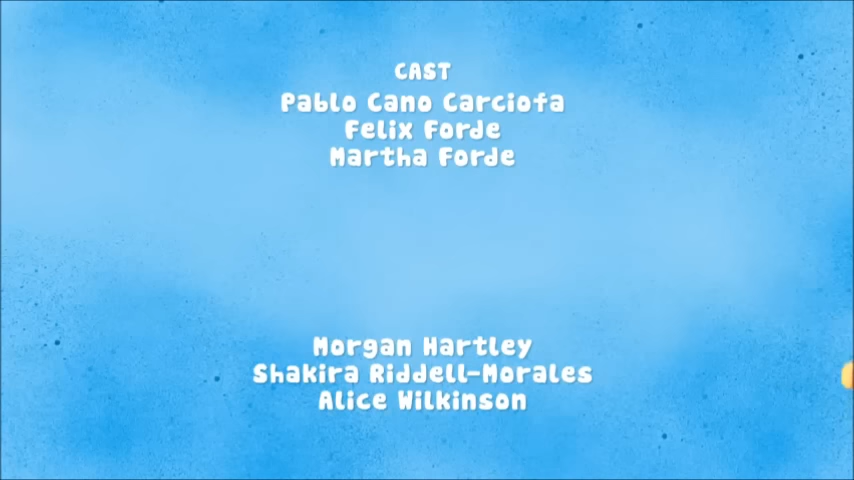 CAST
Pablo Cano Carciofa
Felix Forde
Martha Forde
Morgan Hartley
Shakira Riddell-Morales
Alice Wilkinson